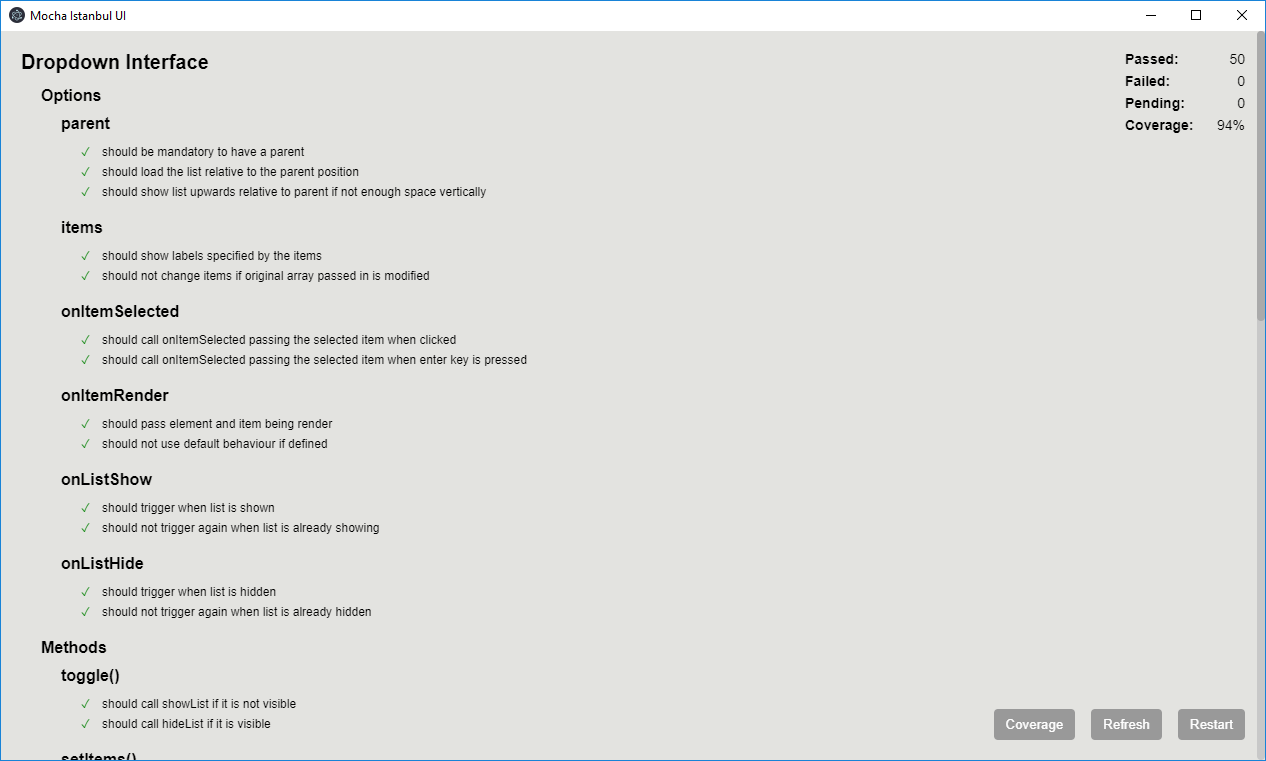 Mocha Istanbul UI
Dropdown Interface
Passed: 50
Failed: 0
Pending: 0
Coverage: 94%
Options
parent
✓ should be mandatory to have a parent
✓ should load the list relative to the parent position
✓ should show list upwards relative to parent if not enough space vertically
items
✓ should show labels specified by the items
✓ should not change items if original array passed in is modified
onItemSelected
✓ should call onItemSelected passing the selected item when clicked
✓ should call onItemSelected passing the selected item when enter key is pressed
onItemRender
✓ should pass element and item being render
✓ should not use default behaviour if defined
onListShow
✓ should trigger when list is shown
✓ should not trigger again when list is already showing
onListHide
✓ should trigger when list is hidden
✓ should not trigger again when list is already hidden
Methods
toggle()
✓ should call showList if it is not visible
✓ should call hideList if it is visible
setItems()
Coverage Refresh Restart